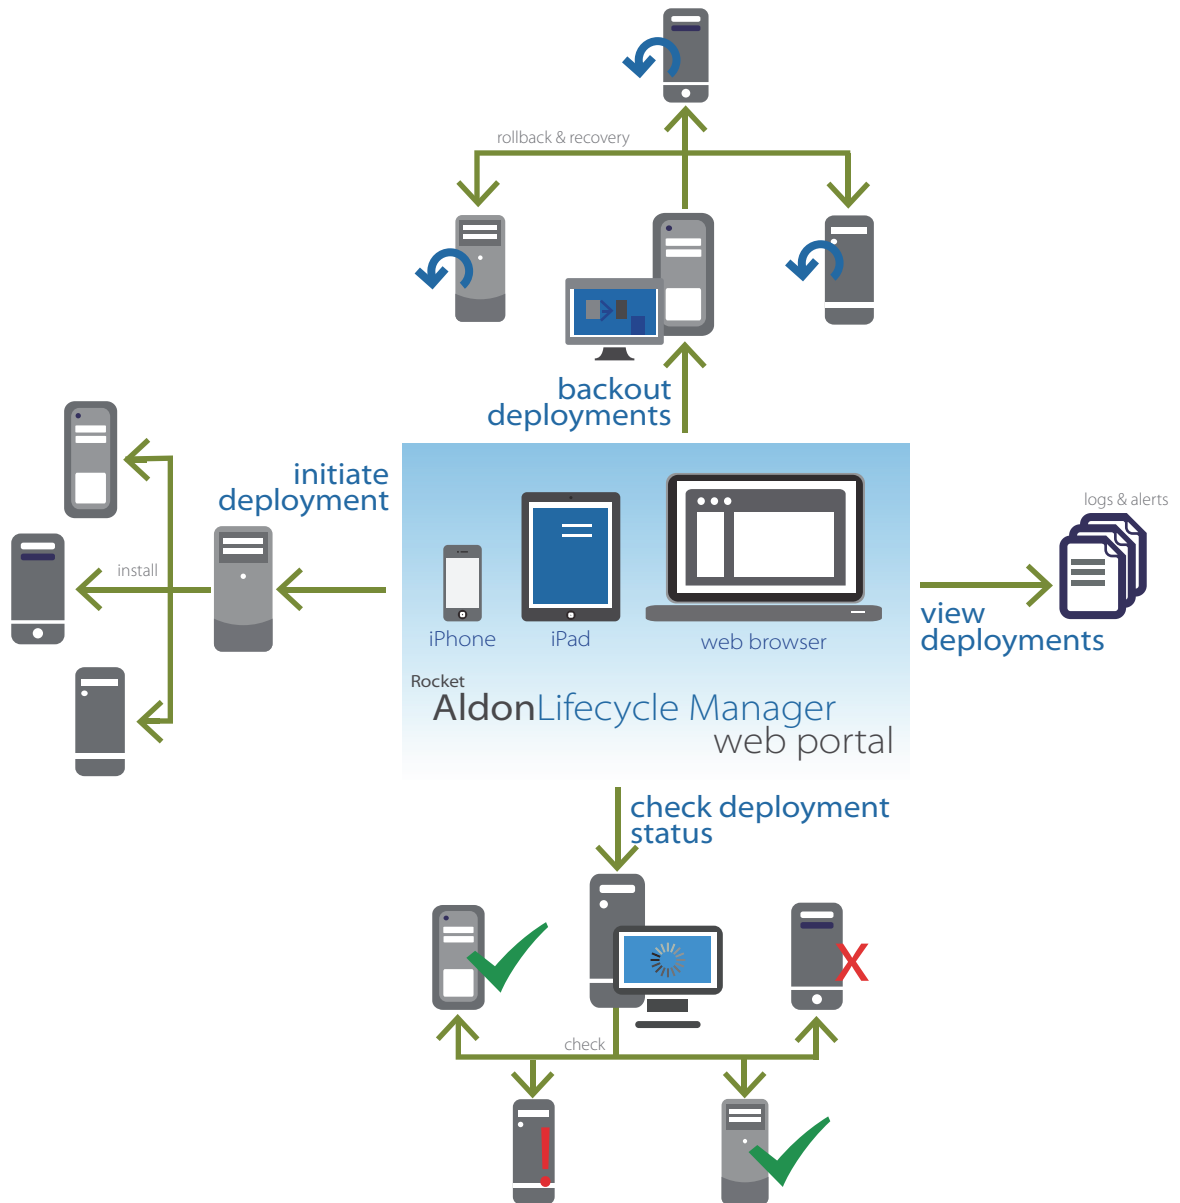 rollback & recovery
backout
deployments
initiate
deployment
install
logs & alerts
view
deployments
iPhone
iPad
web browser
Rocket
AldonLifecycle Manager
web portal
check deployment
status
check
X
!